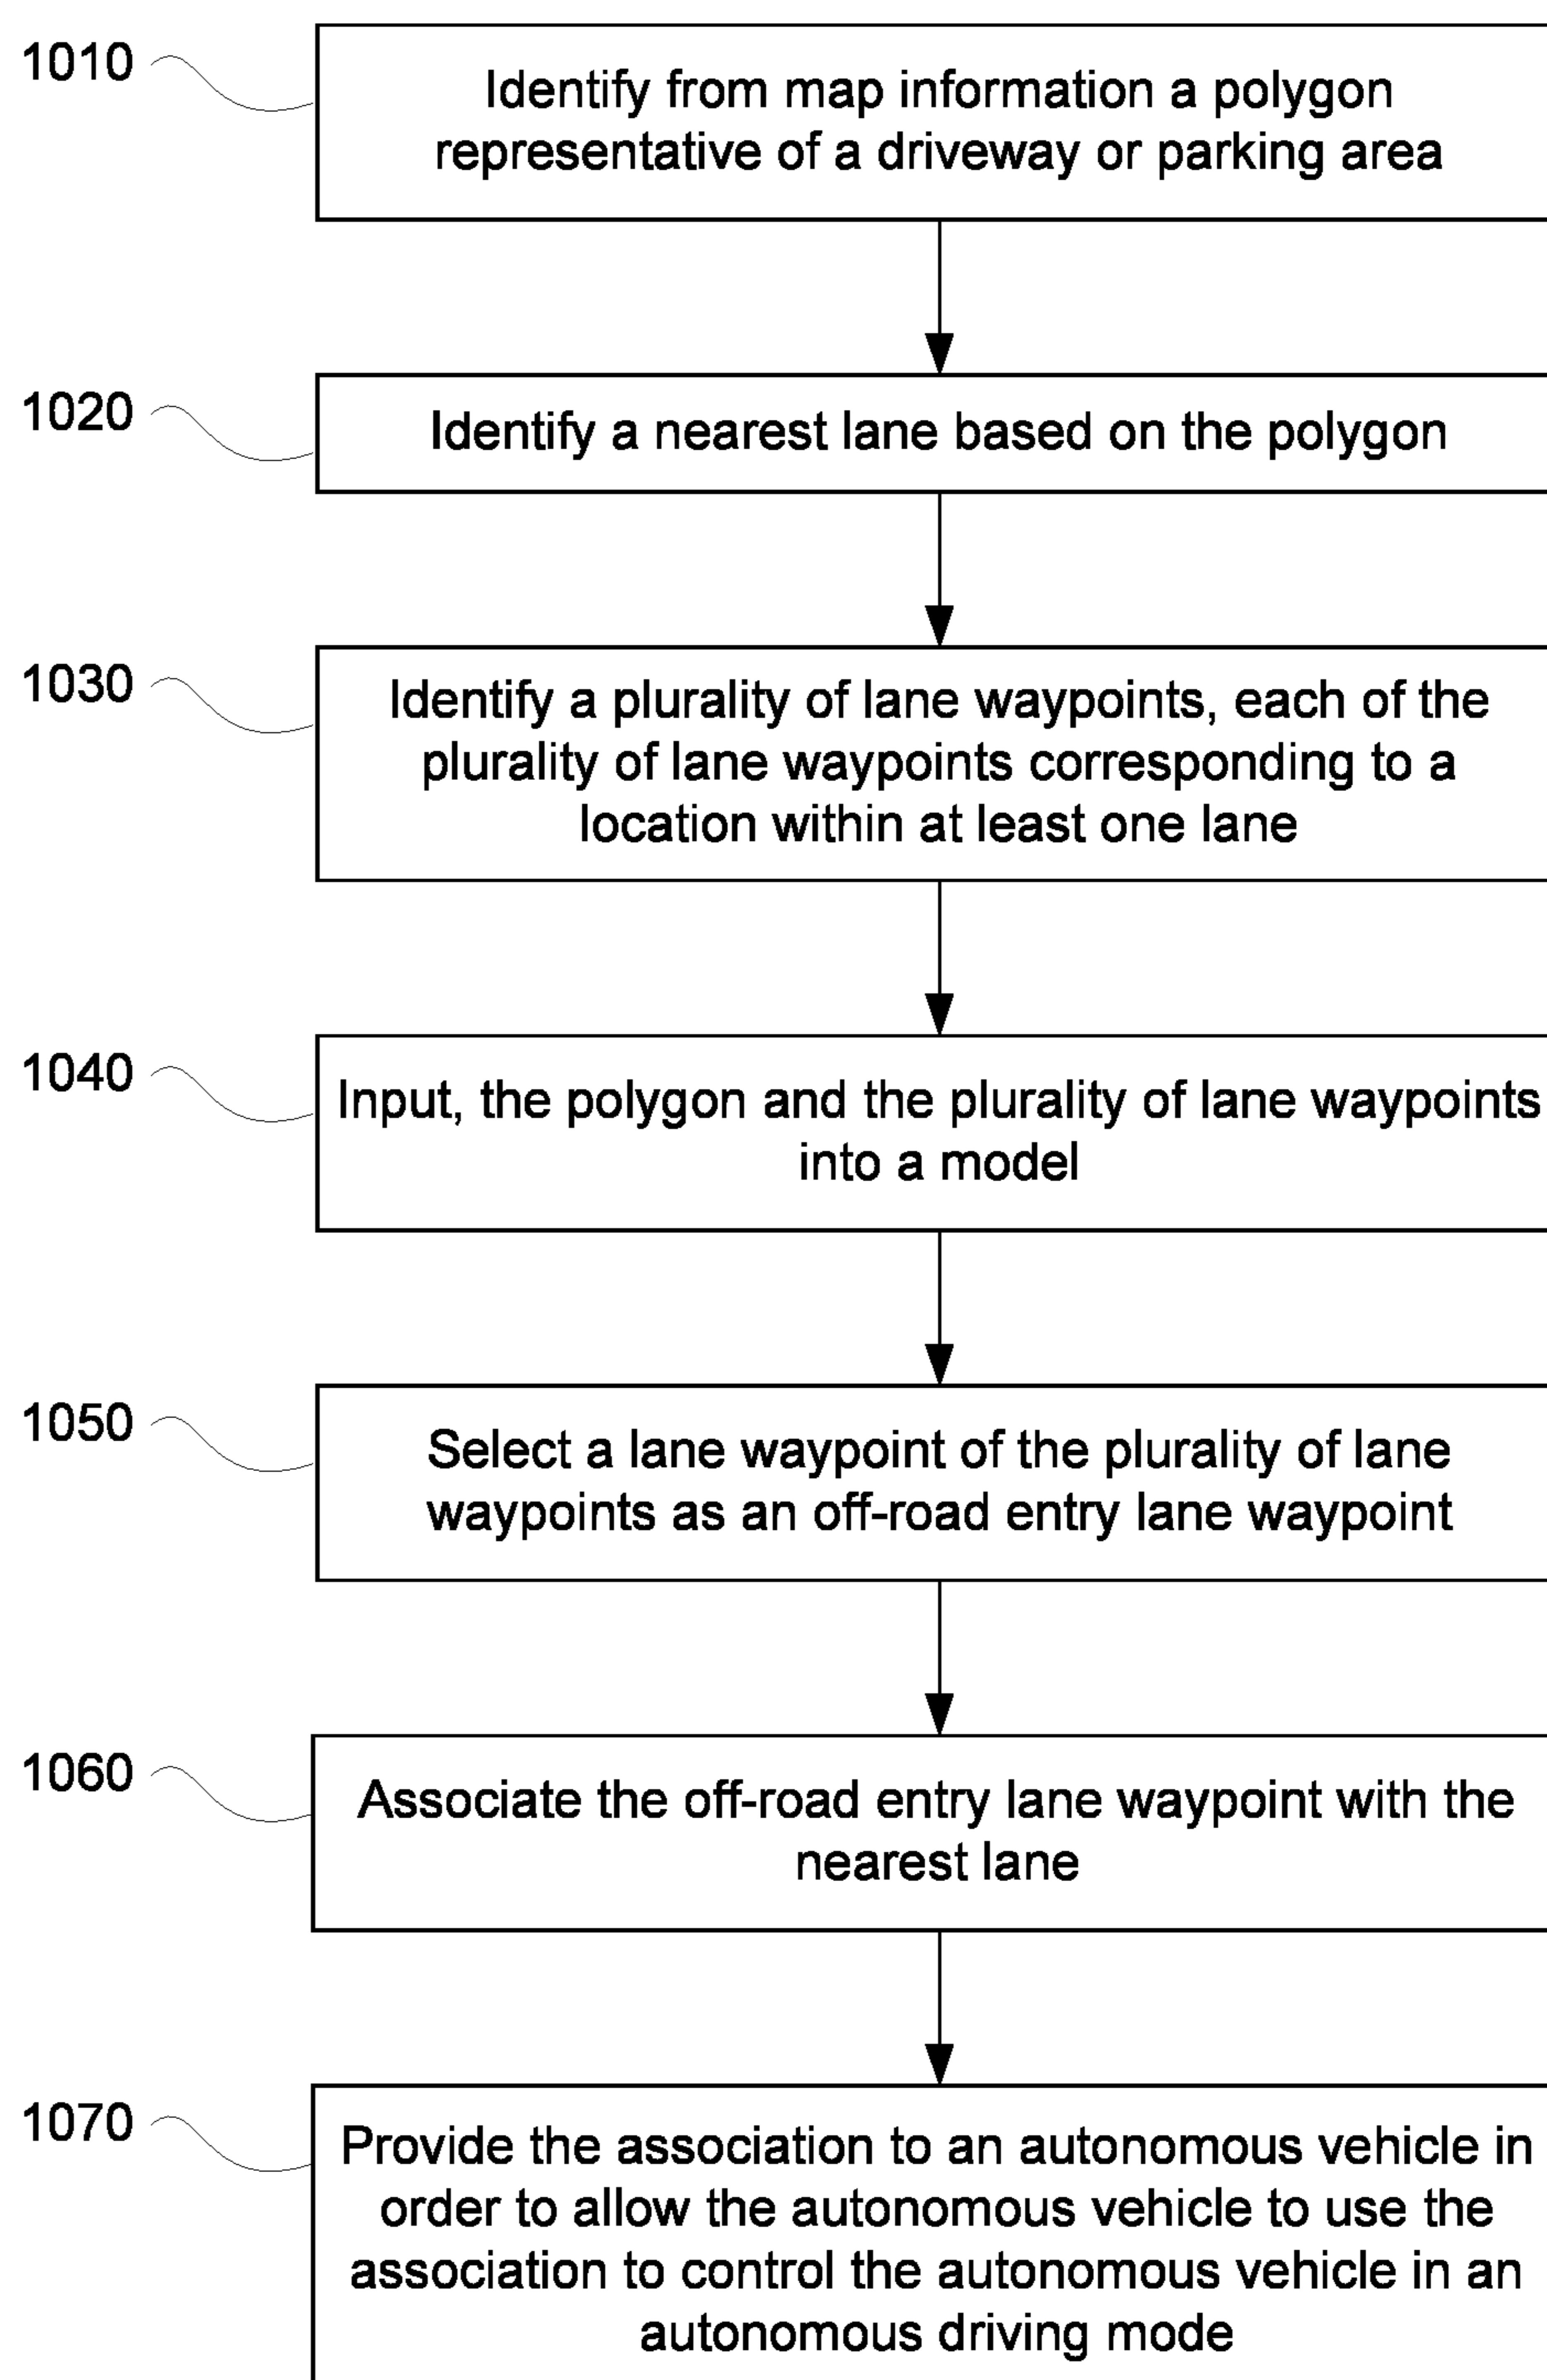 1010
Identify from map information a polygon
representative of a driveway or parking area
1020
Identify a nearest lane based on the polygon
1030
Identify a plurality of lane waypoints, each of the
plurality of lane waypoints corresponding to a
location within at least one lane
1040
Input, the polygon and the plurality of lane waypoints
into a model
1050
Select a lane waypoint of the plurality of lane
waypoints as an off-road entry lane waypoint
1060
Associate the off-road entry lane waypoint with the
nearest lane
1070
Provide the association to an autonomous vehicle in
order to allow the autonomous vehicle to use the
association to control the autonomous vehicle in an
autonomous driving mode